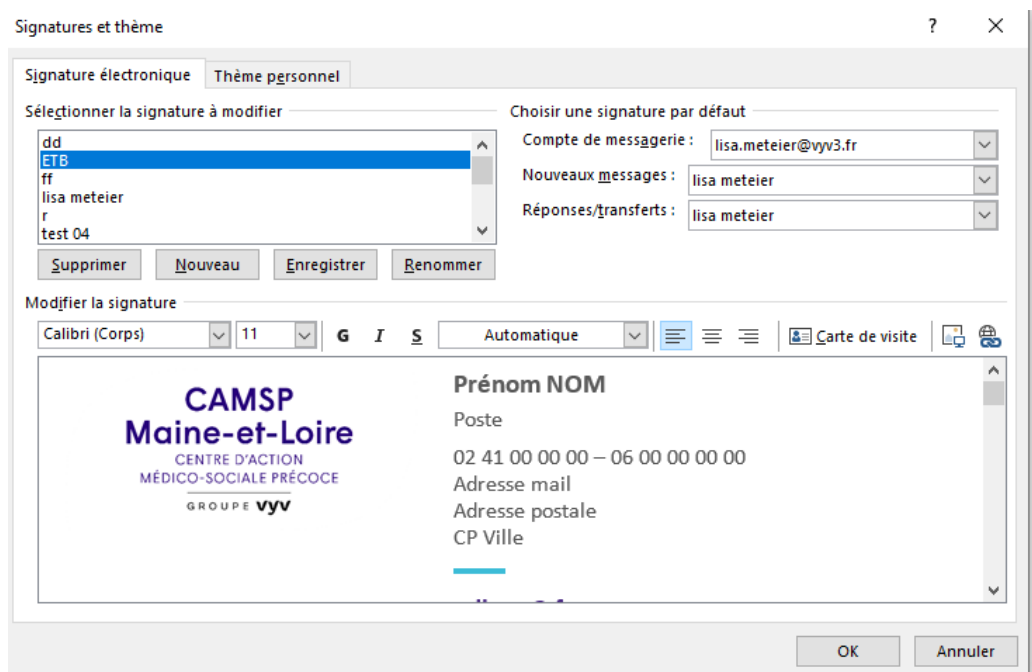 Signatures et thème
?
Signature électronique
Thème personnel
Sélectionner la signature à modifier
dd
ETB
ff
lisa meteier
r
test 04
Supprimer
Nouveau
Enregistrer
Renommer
Choisir une signature par défaut
Compte de messagerie :
lisa.meteier@vyv3.fr
Nouveaux messages :
lisa meteier
Réponses/transferts :
lisa meteier
Modifier la signature
Calibri (Corps)
11
G
I
S
Automatique
Carte de visite
CAMSP
Maine-et-Loire
CENTRE D'ACTION
MÉDICO-SOCIALE PRÉCOCE
GROUPE vyv
Prénom NOM
Poste
02 41 00 00 00 – 06 00 00 00 00
Adresse mail
Adresse postale
CP Ville
OK
Annuler